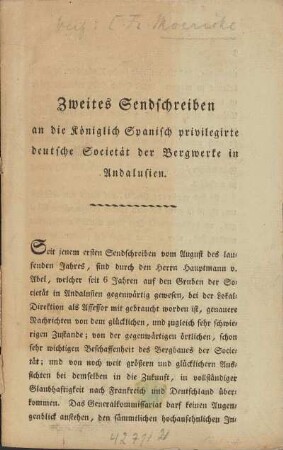 Zweites Sendschreiben
an die Königlich Spanisch privilegirte
deutsche Societät der Bergwerke in
Andalusien.
Seit jenem ersten Sendschreiben vom August des lau-
fenden Jahres, sind durch den Herrn Hauptmann v.
Abel, welcher seit 6 Jahren auf den Gruben der So-
cietät in Andalusien gegenwärtig gewesen, bei der Lokal-
Direktion als Assessor mit gebraucht worden ist, genauere
Nachrichten von dem glücklichen, und zugleich sehr schwie-
rigen Zustande; von der gegenwärtigen örtlichen, schon
sehr wichtigen Beschaffenheit des Bergbaues der Socie-
tät; und von noch weit größern und glücklichern Aus-
sichten bei demselben in die Zukunft, in vollständiger
Glaubhaftigkeit nach Frankreich und Deutschland über-
kommen. Das Generalkommissariat darf keinen Augen-
genblick anstehen, den sämmtlichen hochansehnlichen In-